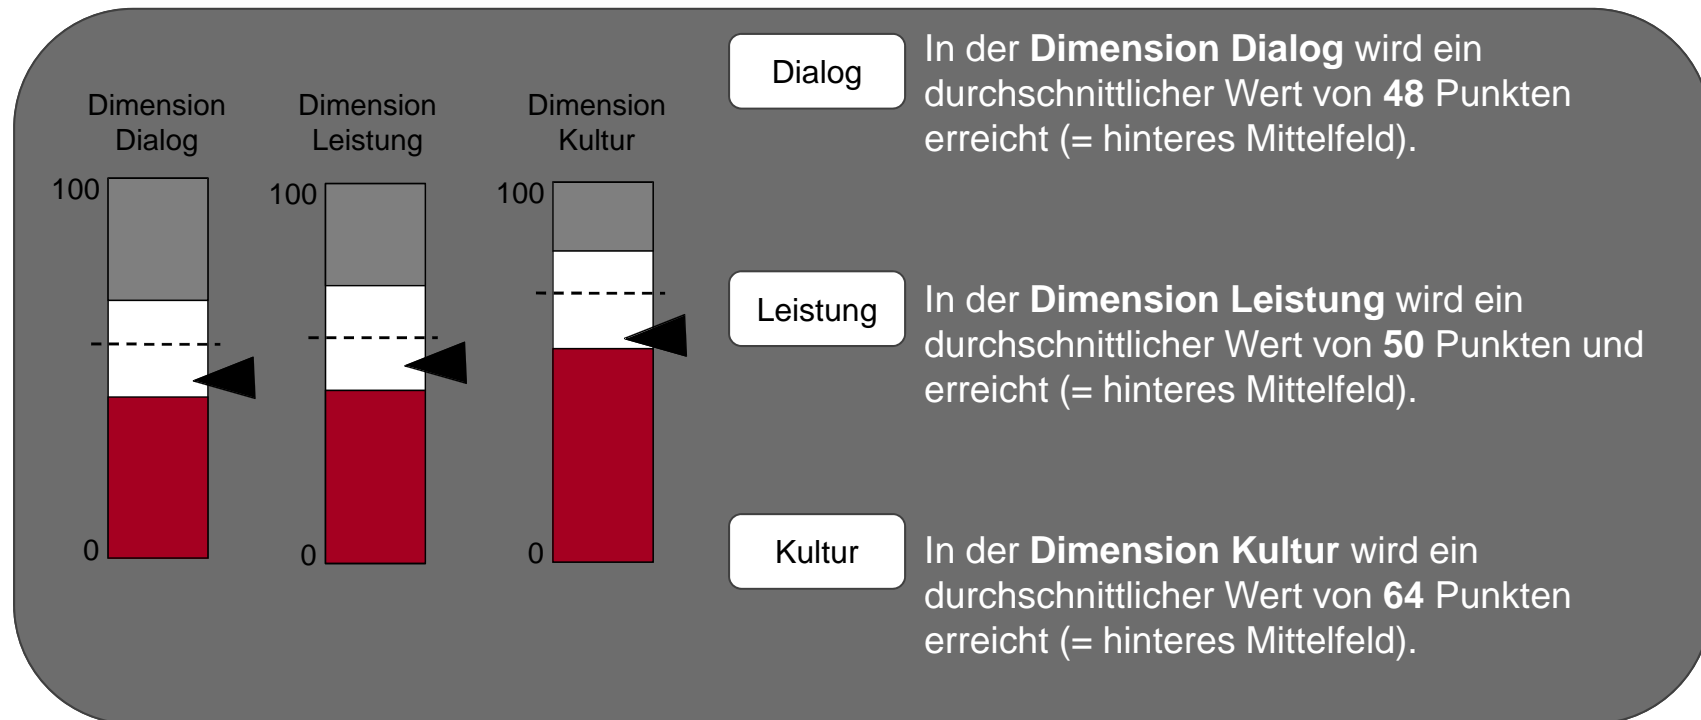 Dimension
Dialog
100
0
Dimension
Leistung
100
0
Dimension
Kultur
100
0
Dialog
In der Dimension Dialog wird ein
durchschnittlicher Wert von 48 Punkten
erreicht (= hinteres Mittelfeld).
Leistung
In der Dimension Leistung wird ein
durchschnittlicher Wert von 50 Punkten und
erreicht (= hinteres Mittelfeld).
Kultur
In der Dimension Kultur wird ein
durchschnittlicher Wert von 64 Punkten
erreicht (= hinteres Mittelfeld).